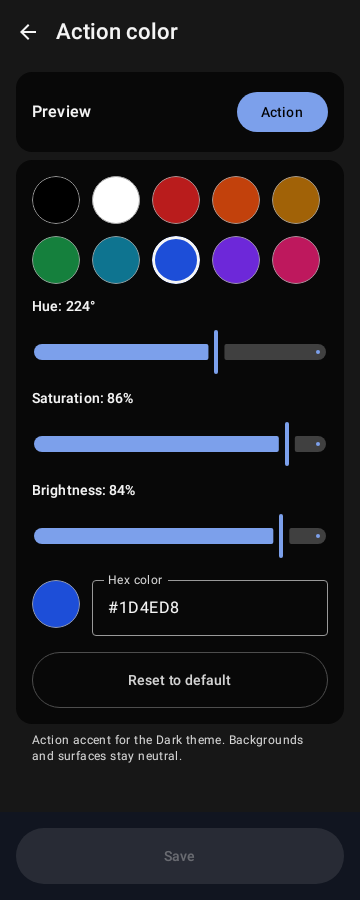 Action color
Preview
Action
Hue: 224°
Saturation: 86%
Brightness: 84%
Hex color
#1D4ED8
Reset to default
Action accent for the Dark theme. Backgrounds
and surfaces stay neutral.
Save